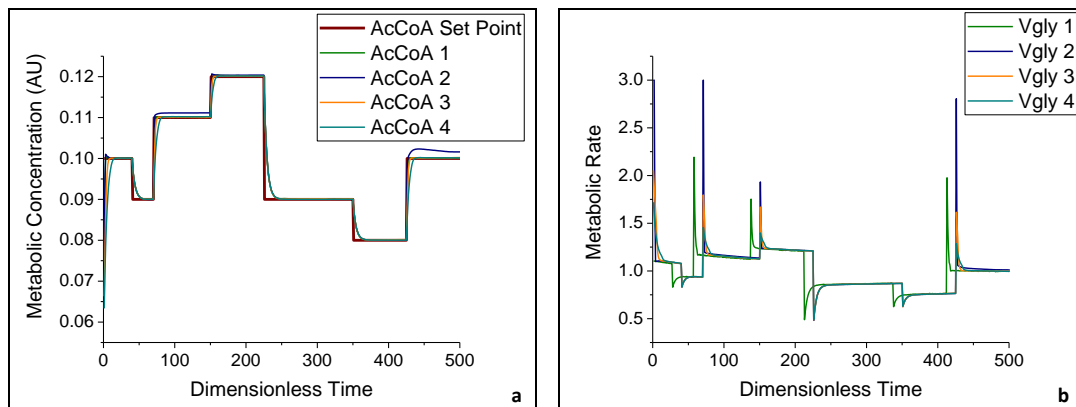 AcCoA Set Point
AcCoA 1
AcCoA 2
AcCoA 3
AcCoA 4
0.12
0.11
0.10
0.09
0.08
0.07
0.06
Metabolic Concentration (AU)
0 100 200 300 400 500
Dimensionless Time
a
Vgly 1
Vgly 2
Vgly 3
Vgly 4
3.0
2.5
2.0
1.5
1.0
0.5
Metabolic Rate
0 100 200 300 400 500
Dimensionless Time
b